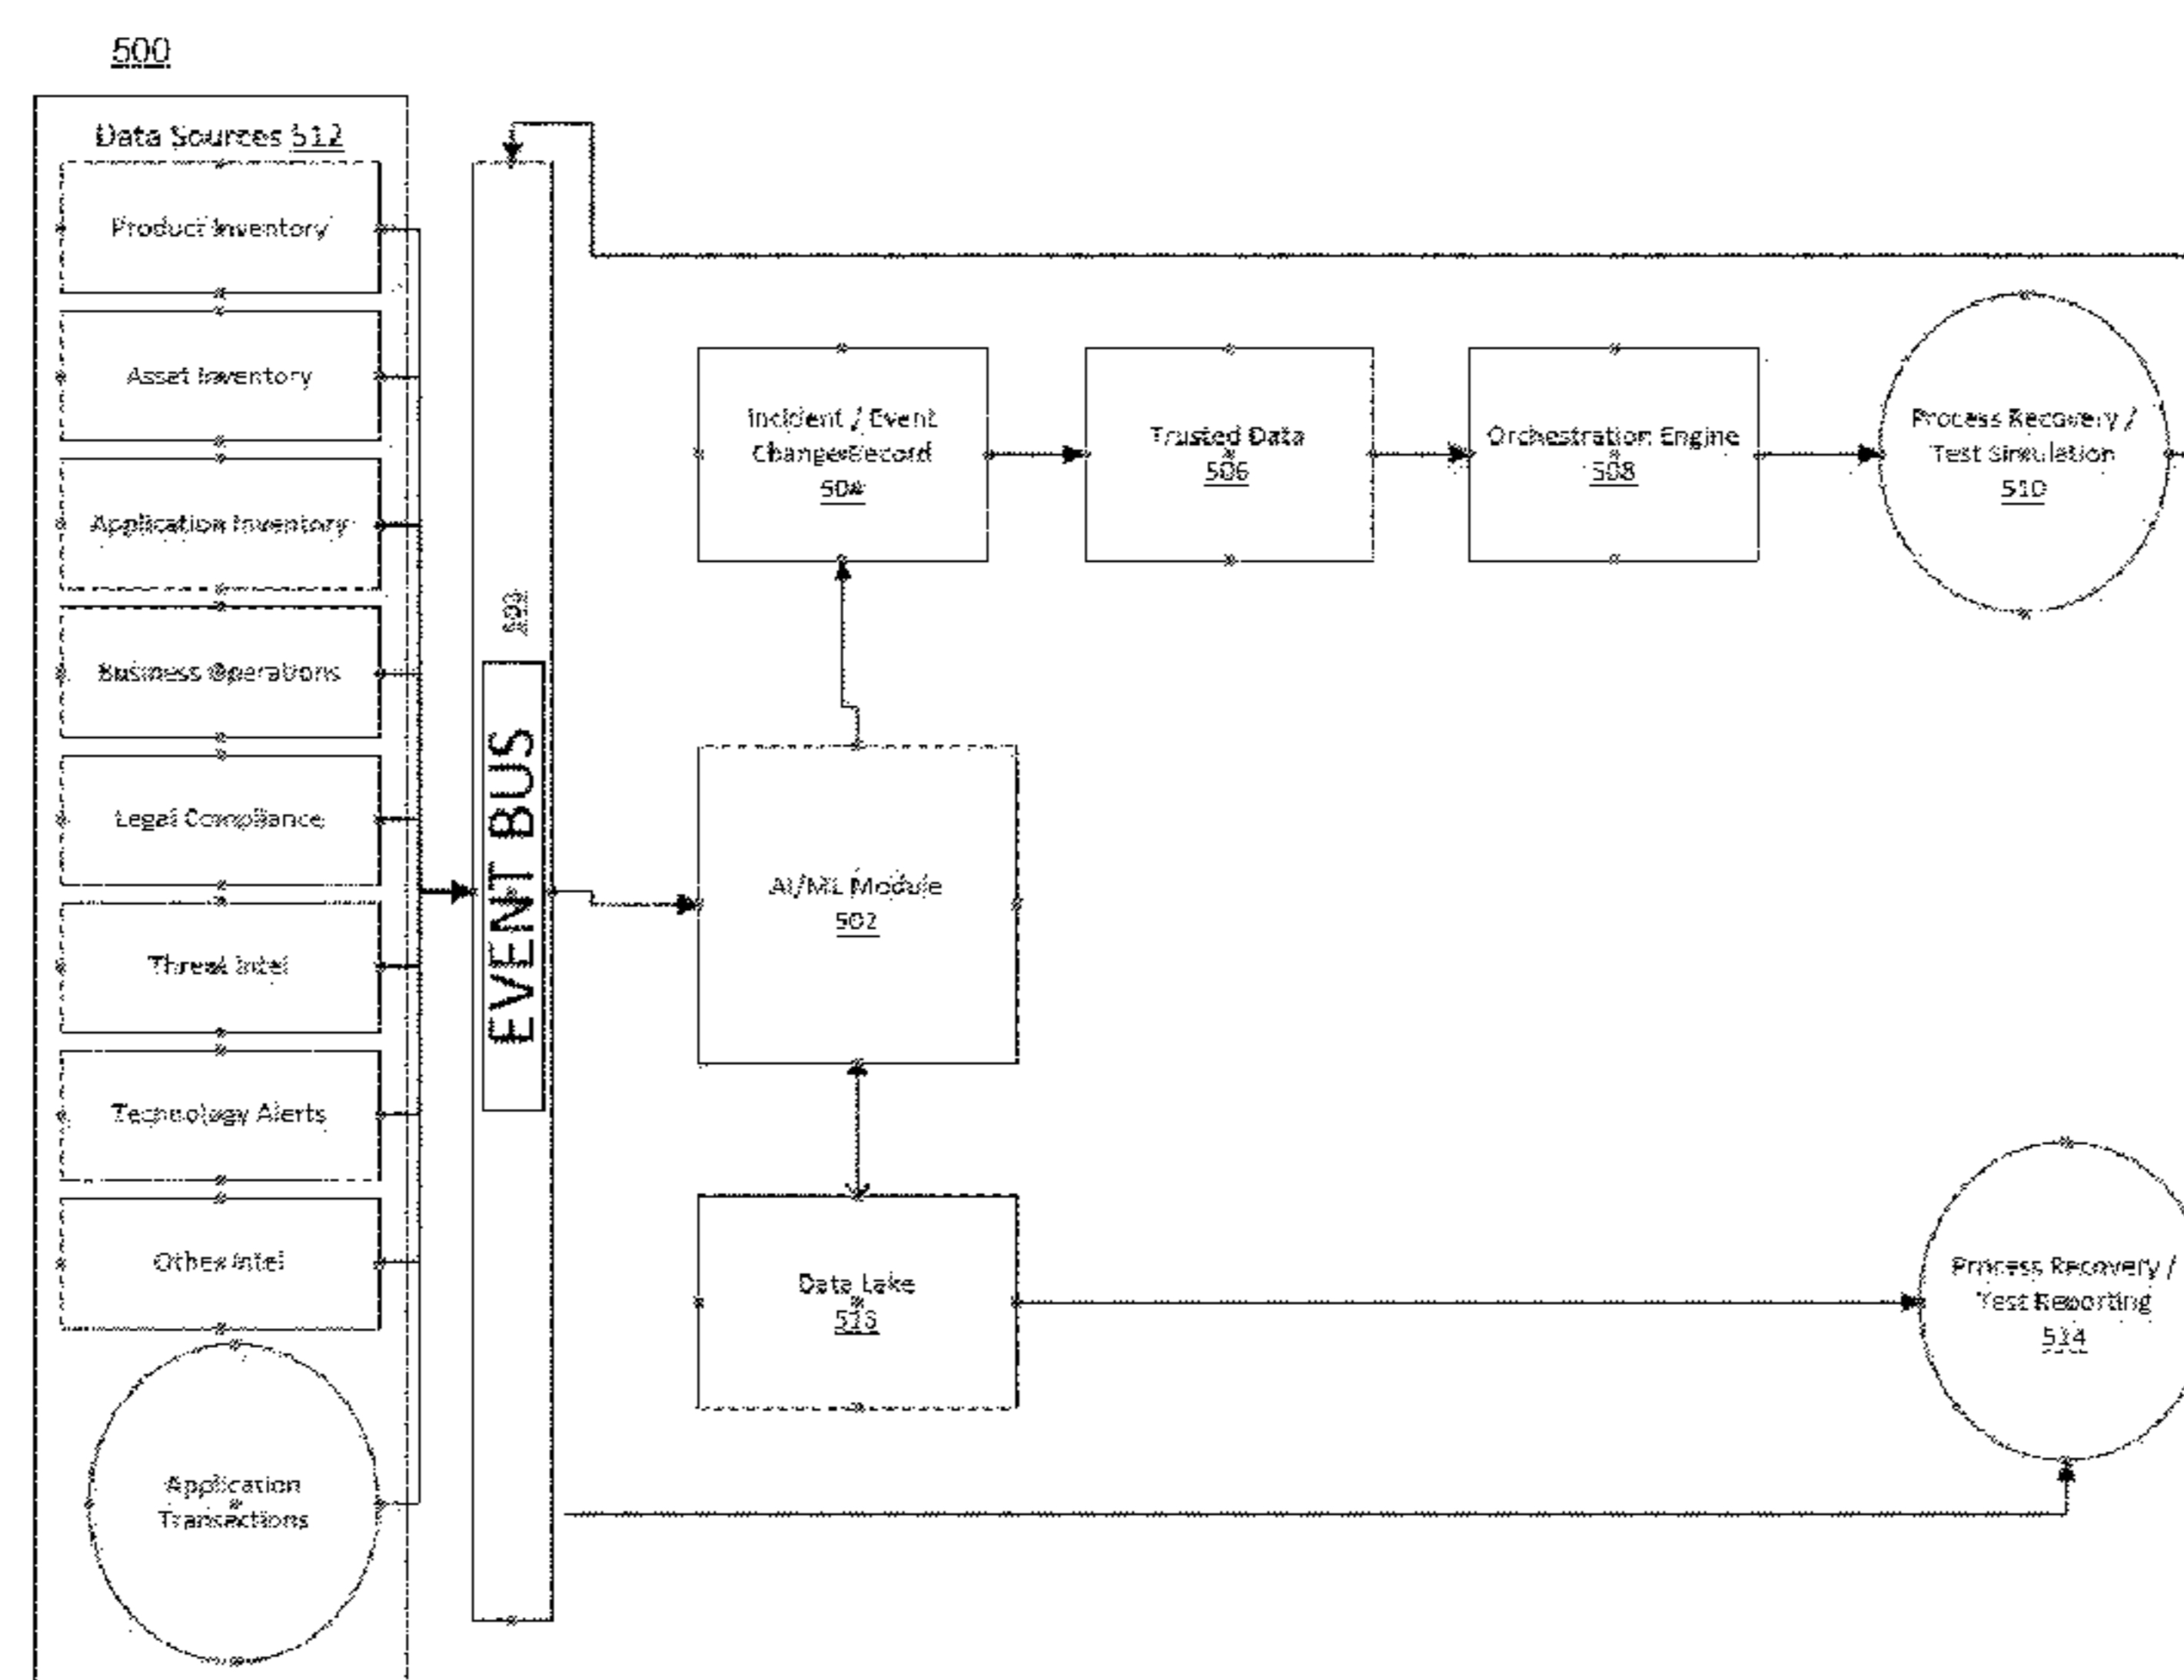 500
Data Sources 512
Product Inventory
Asset Inventory
Application Inventory
Business Operations
Legal Compliance
Threat Intel
Technology Alerts
Other Intel
Application
Transactions
EVENT BUS
Incident / Event
Change Record
504
Trusted Data
506
Orchestration Engine
508
Process Recovery /
Test Simulation
510
AI/ML Module
502
Data Lake
Process Recovery /
Test Reporting
514